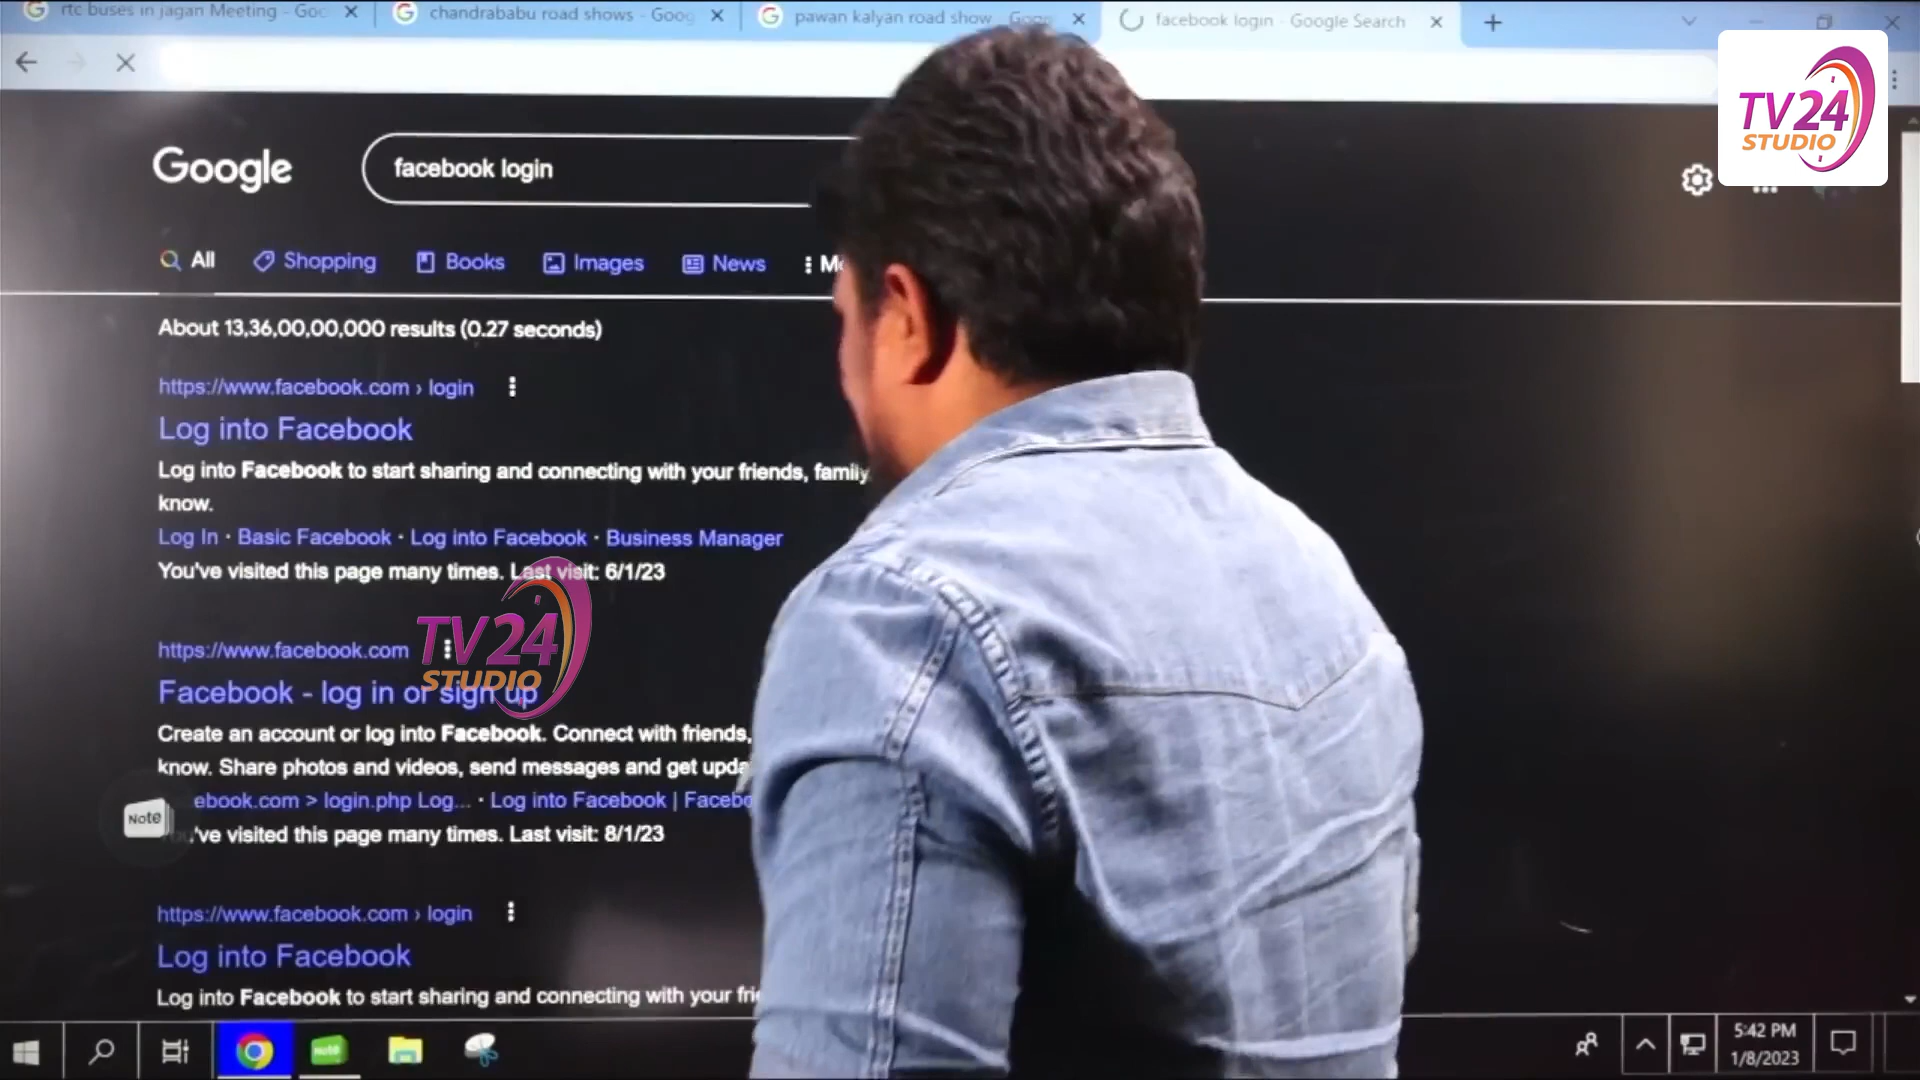 rtc buses in jagan Meeting - Goo
chandrababu road shows - Goog
pawan kalyan road show - Goog
facebook login - Google Search
TV24
STUDIO
Google
facebook login
All
Shopping
Books
Images
News
About 13,36,00,00,000 results (0.27 seconds)
https://www.facebook.com › login
Log into Facebook
Log into Facebook to start sharing and connecting with your friends, family
know.
Log In · Basic Facebook · Log into Facebook · Business Manager
You've visited this page many times. Last visit: 6/1/23
TV24
STUDIO
https://www.facebook.com
Facebook - log in or sign up
Create an account or log into Facebook. Connect with friends,
know. Share photos and videos, send messages and get upda
ebook.com > login.php Log... · Log into Facebook | Facebo
Note
've visited this page many times. Last visit: 8/1/23
https://www.facebook.com › login
Log into Facebook
Log into Facebook to start sharing and connecting with your frie
note
5:42 PM
1/8/2023